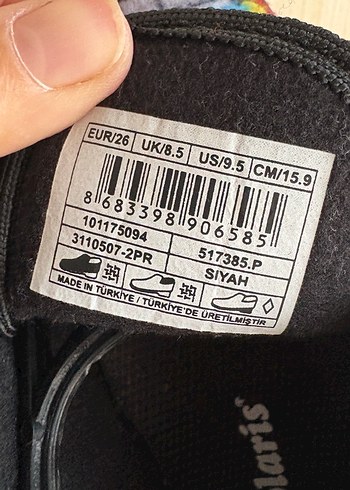 EUR/26 UK/8.5 US/9.5 CM/15.9
8 683398 906585
101175094 517385.P
3110507-2PR SIYAH
MADE IN TÜRKİYE / TÜRKİYE'DE ÜRETİLMİŞTİR
laris